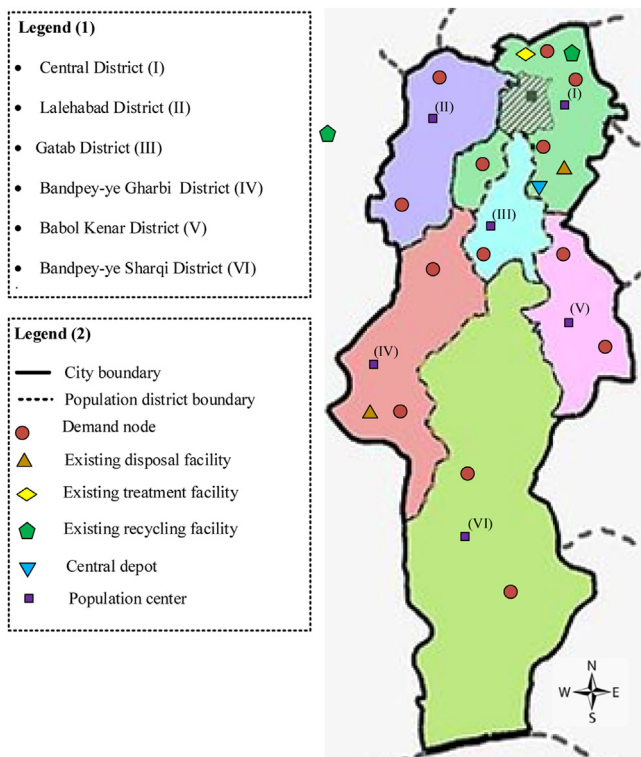 Legend (1)
• Central District (I)
• Lalehabad District (II)
• Gatab District (III)
• Bandpey-ye Gharbi District (IV)
• Babol Kenar District (V)
• Bandpey-ye Sharqi District (VI)
.
Legend (2)
City boundary
Population district boundary
Demand node
Existing disposal facility
Existing treatment facility
Existing recycling facility
Central depot
Population center
(I)
(II)
(III)
(V)
(IV)
(VI)
N
W E
S